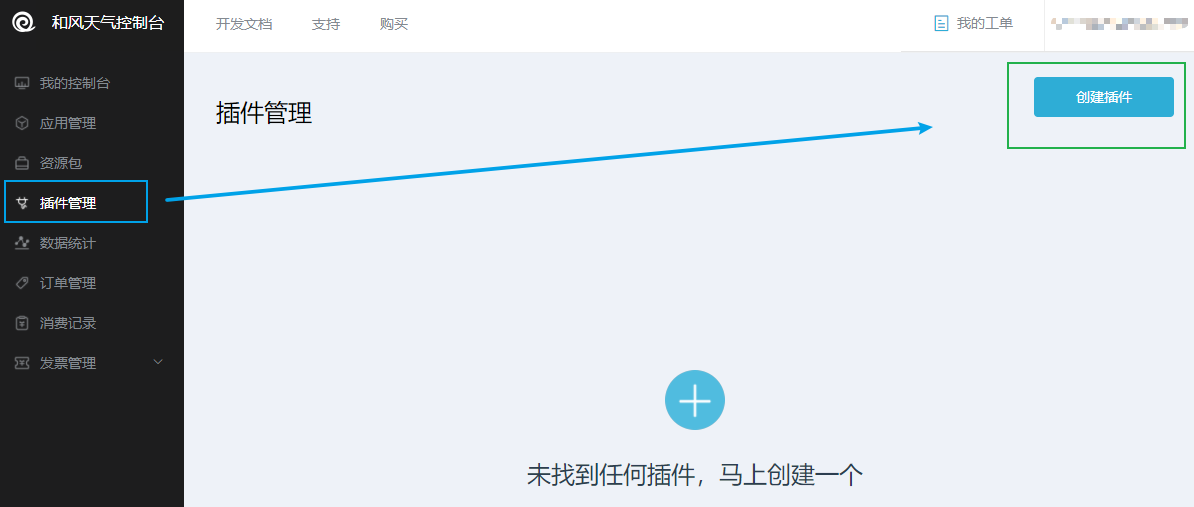 和风天气控制台
开发文档 支持 购买 我的工单
我的控制台
应用管理
资源包
插件管理
数据统计
订单管理
消费记录
发票管理
插件管理
创建插件
未找到任何插件，马上创建一个